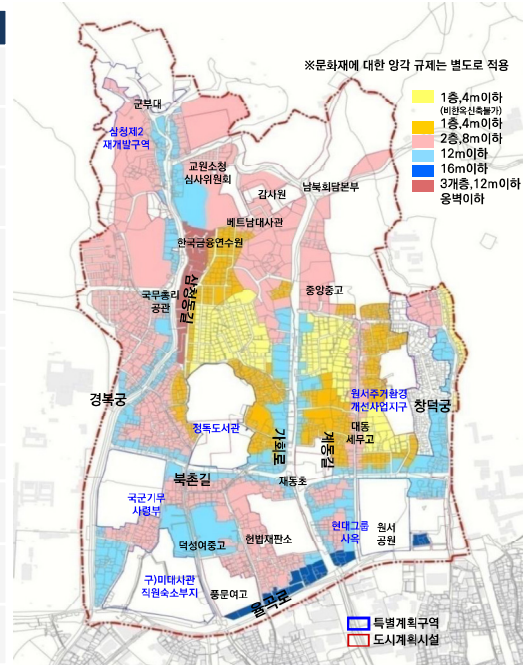 ※문화재에 대한 앙각 규제는 별도로 적용
1층,4m이하
(비한옥신축불가)
1층,4m이하
2층,8m이하
12m이하
16m이하
3개층,12m이하
옹벽이하
군부대
삼청제2
재개발구역
교원소청
심사위원회
감사원
남북회담본부
베트남대사관
한국금융연수원
삼청동길
국무총리
공관
중앙중고
경복궁
원서주거환경
개선사업지구
창덕궁
정독도서관
가회로
계동길
대동
세무고
북촌길
재동초
국군기무
사령부
현대그룹
사옥
원서
공원
덕성여중고
헌법재판소
구)미대사관
직원숙소부지
풍문여고
율곡로
특별계획구역
도시계획시설